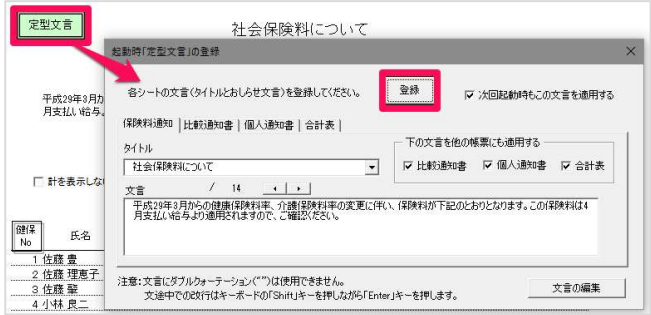 定型文言
社会保険料について
起動時「定型文言」の登録
各シートの文言(タイトルとおしらせ文言)を登録してください。
登録
次回起動時もこの文言を適用する
平成29年3月か
月支払い給与、
保険料通知 | 比較通知書 | 個人通知書 | 合計表 |
下の文言を他の帳票にも適用する
タイトル
社会保険料について
比較通知書 個人通知書 合計表
計を表示しな
文言 / 14
平成29年3月からの健康保険料率、介護保険料率の変更に伴い、保険料が下記のとおりとなります。この保険料は4
月支払い給与より適用されますので、ご確認ください。
健保
No
氏名
1 佐藤 豊
2 佐藤 理恵子
3 佐藤 肇
4 小林 良二
注意:文言にダブルクォーテーション("")は使用できません。
文途中での改行はキーボードの「Shift」キーを押しながら「Enter」キーを押します。
文言の編集